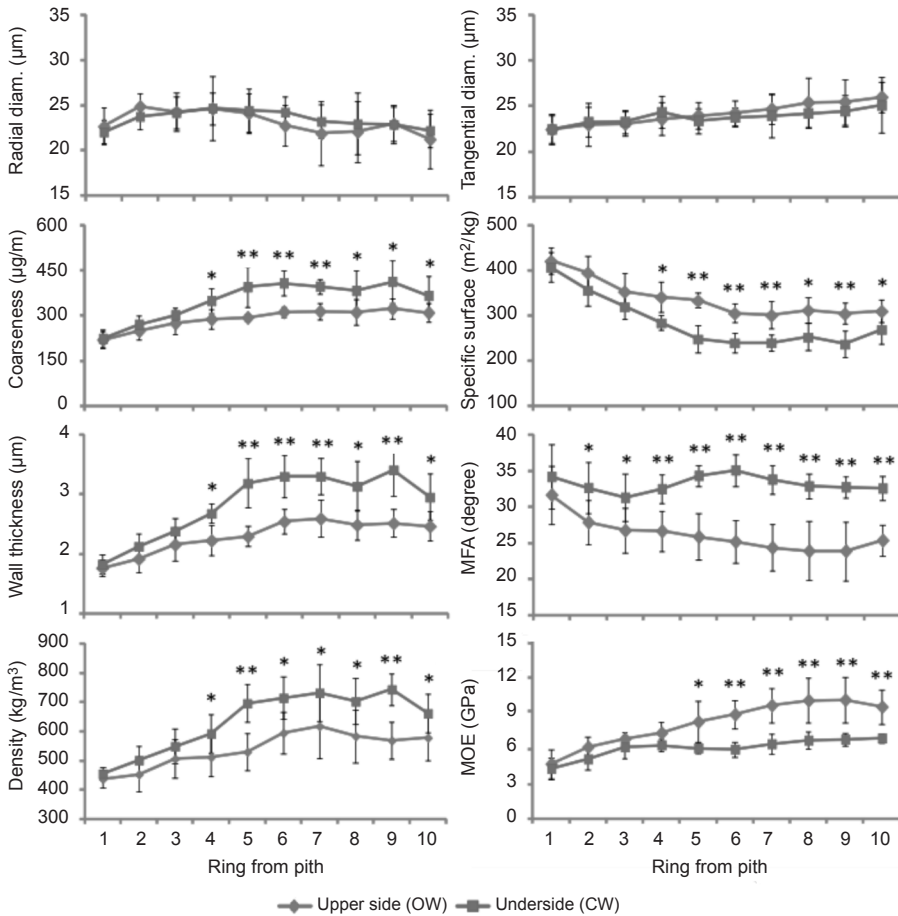 Radial diam. (μm)
35
30
25
20
15
Tangential diam. (μm)
35
30
25
20
15
Coarseness (μg/m)
600
450
300
150
0
* ** ** ** * * *
Specific surface (m²/kg)
500
400
300
200
100
* ** ** ** * ** *
Wall thickness (μm)
4
3
2
1
* ** ** ** * ** *
MFA (degree)
40
35
30
25
20
15
* * ** ** ** ** ** ** **
Density (kg/m³)
900
800
700
600
500
400
300
* ** * * * ** *
1 2 3 4 5 6 7 8 9 10
Ring from pith
MOE (GPa)
15
12
9
6
3
0
* ** ** ** ** **
1 2 3 4 5 6 7 8 9 10
Ring from pith
Upper side (OW) Underside (CW)